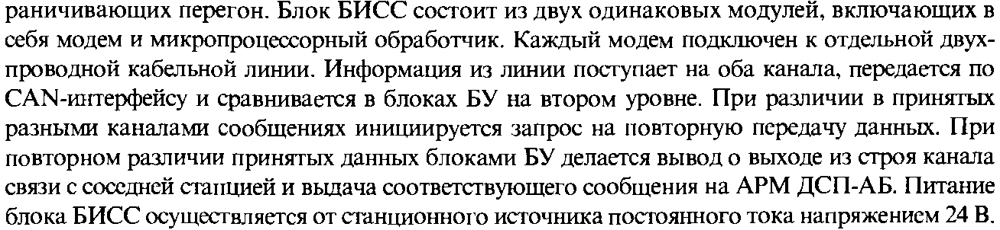 раничивающих перегон. Блок БИСС состоит из двух одинаковых модулей, включающих в
себя модем и микропроцессорный обработчик. Каждый модем подключен к отдельной двух-
проводной кабельной линии. Информация из линии поступает на оба канала, передается по
CAN-интерфейсу и сравнивается в блоках БУ на втором уровне. При различии в принятых
разными каналами сообщениях инициируется запрос на повторную передачу данных. При
повторном различии принятых данных блоками БУ делается вывод о выходе из строя канала
связи с соседней станцией и выдача соответствующего сообщения на АРМ ДСП-АБ. Питание
блока БИСС осуществляется от станционного источника постоянного тока напряжением 24 В.